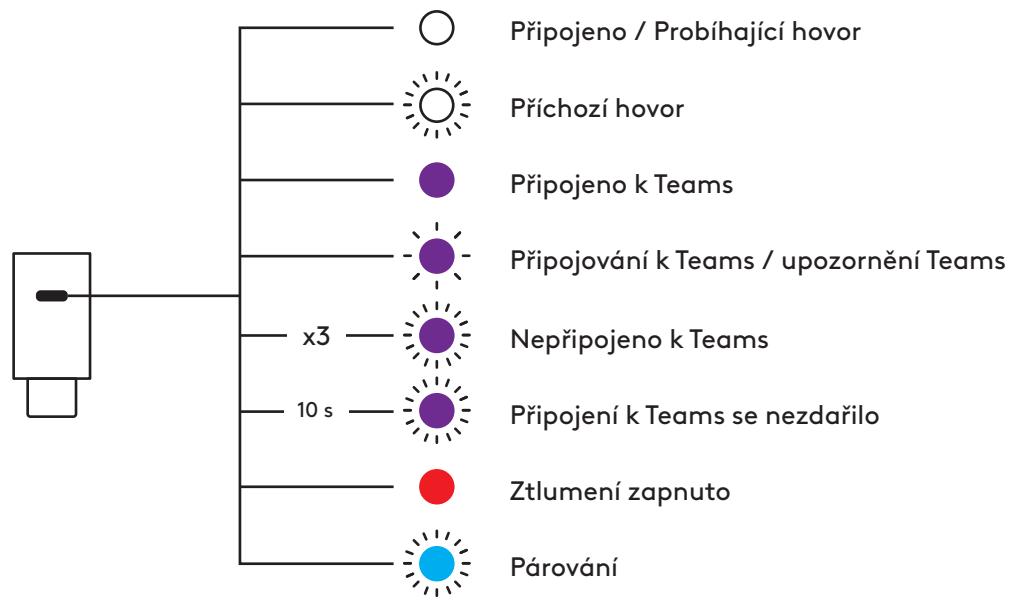 Připojeno / Probíhající hovor
Příchozí hovor
Připojeno k Teams
Připojování k Teams / upozornění Teams
x3 Nepřipojeno k Teams
10 s Připojení k Teams se nezdařilo
Ztlumení zapnuto
Párování